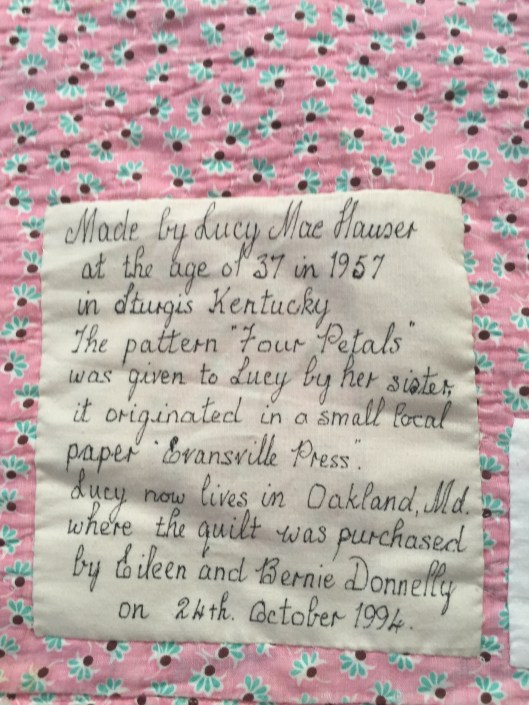 Made by Lucy Mae Hauser
at the age of 37 in 1957
in Sturgis Kentucky
The pattern "Four Petals"
was given to Lucy by her sister,
it originated in a small local
paper "Evansville Press".
Lucy now lives in Oakland, Md.
where the quilt was purchased
by Eileen and Bernie Donnelly
on 24th. October 1994.